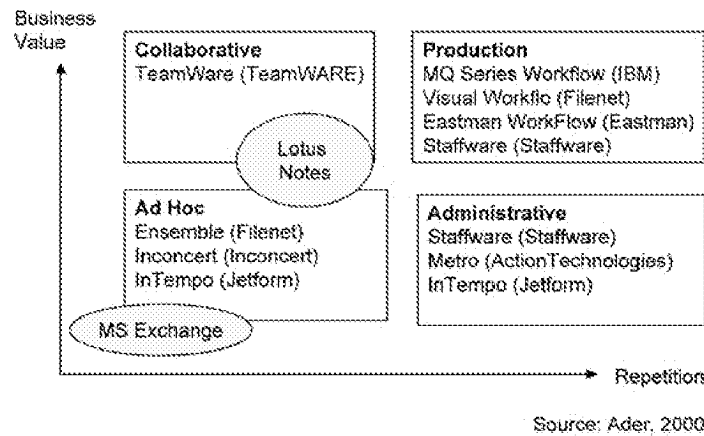 Business
Value
Collaborative
TeamWare (TeamWARE)
Production
MQ Series Workflow (IBM)
Visual Workflo (Filenet)
Eastman WorkFlow (Eastman)
Staffware (Staffware)
Lotus
Notes
Ad Hoc
Ensemble (Filenet)
Inconcert (Inconcert)
InTempo (Jetform)
Administrative
Staffware (Staffware)
Metro (ActionTechnologies)
InTempo (Jetform)
MS Exchange
Repetition
Source: Ader, 2000